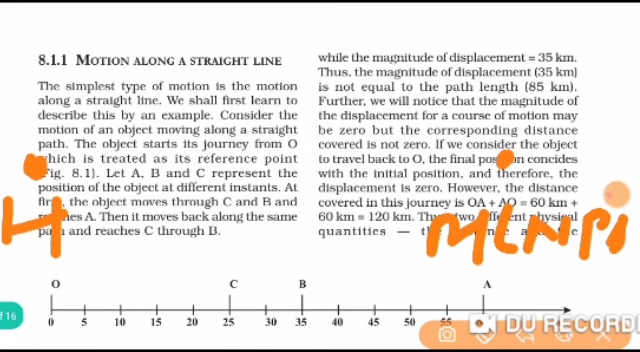 8.1.1 MOTION ALONG A STRAIGHT LINE
The simplest type of motion is the motion
along a straight line. We shall first learn to
describe this by an example. Consider the
motion of an object moving along a straight
path. The object starts its journey from O
which is treated as its reference point
Fig. 8.1). Let A, B and C represent the
position of the object at different instants. At
the object moves through C and B and
A. Then it moves back along the same
and reaches C through B.
while the magnitude of displacement = 35 km.
Thus, the magnitude of displacement (35 km)
is not equal to the path length (85 km).
Further, we will notice that the magnitude of
the displacement for a course of motion may
be zero but the corresponding distance
covered is not zero. If we consider the object
to travel back to O, the final position concides
with the initial position, and therefore, the
displacement is zero. However, the distance
covered in this journey is OA + AO = 60 km +
60 km = 120 km. two physical
quantities —
O C B A
0 5 10 15 20 25 30 35 40 45 50 55
of 16
DU RECORD